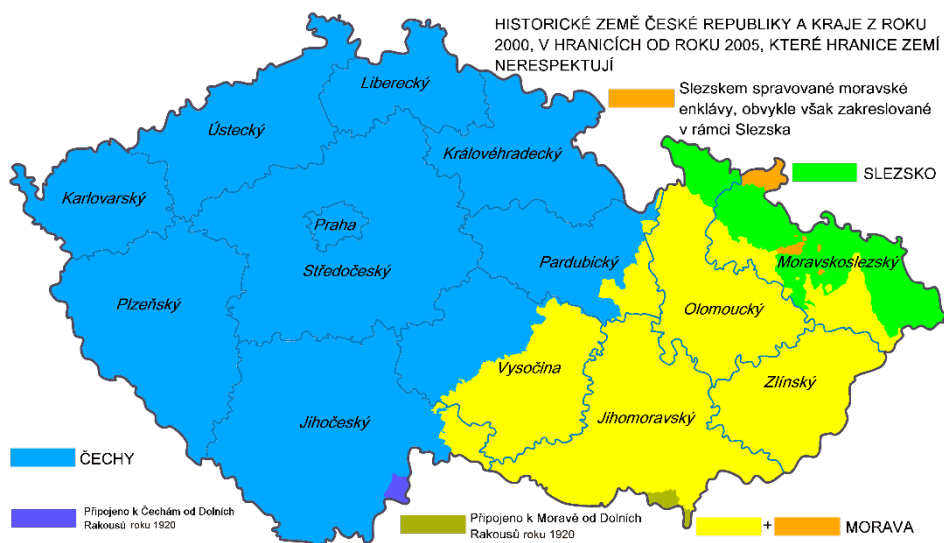 HISTORICKÉ ZEMĚ ČESKÉ REPUBLIKY A KRAJE Z ROKU
2000, V HRANICÍCH OD ROKU 2005, KTERÉ HRANICE ZEMÍ
NERESPEKTUJÍ
Slezskem spravované moravské
enklávy, obvykle však zakreslované
v rámci Slezska
SLEZSKO
Liberecký
Ústecký
Královéhradecký
Karlovarský
Praha
Středočeský
Pardubický
Moravskoslezský
Plzeňský
Olomoucký
Vysočina
Zlínský
Jihočeský
Jihomoravský
ČECHY
Připojeno k Čechám od Dolních
Rakousů roku 1920
Připojeno k Moravě od Dolních
Rakousů roku 1920
+
MORAVA